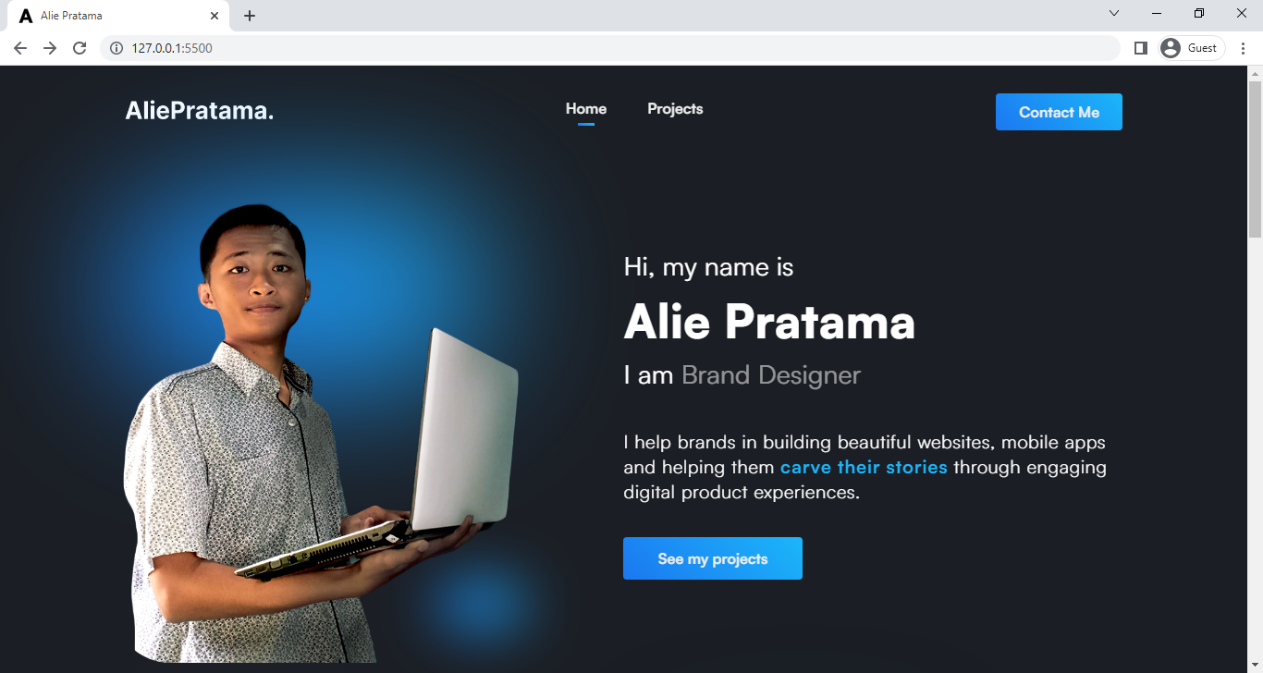 A Alie Pratama
127.0.0.1:5500
Guest
AliePratama.
Home
Projects
Contact Me
Hi, my name is
Alie Pratama
I am Brand Designer
I help brands in building beautiful websites, mobile apps
and helping them carve their stories through engaging
digital product experiences.
See my projects